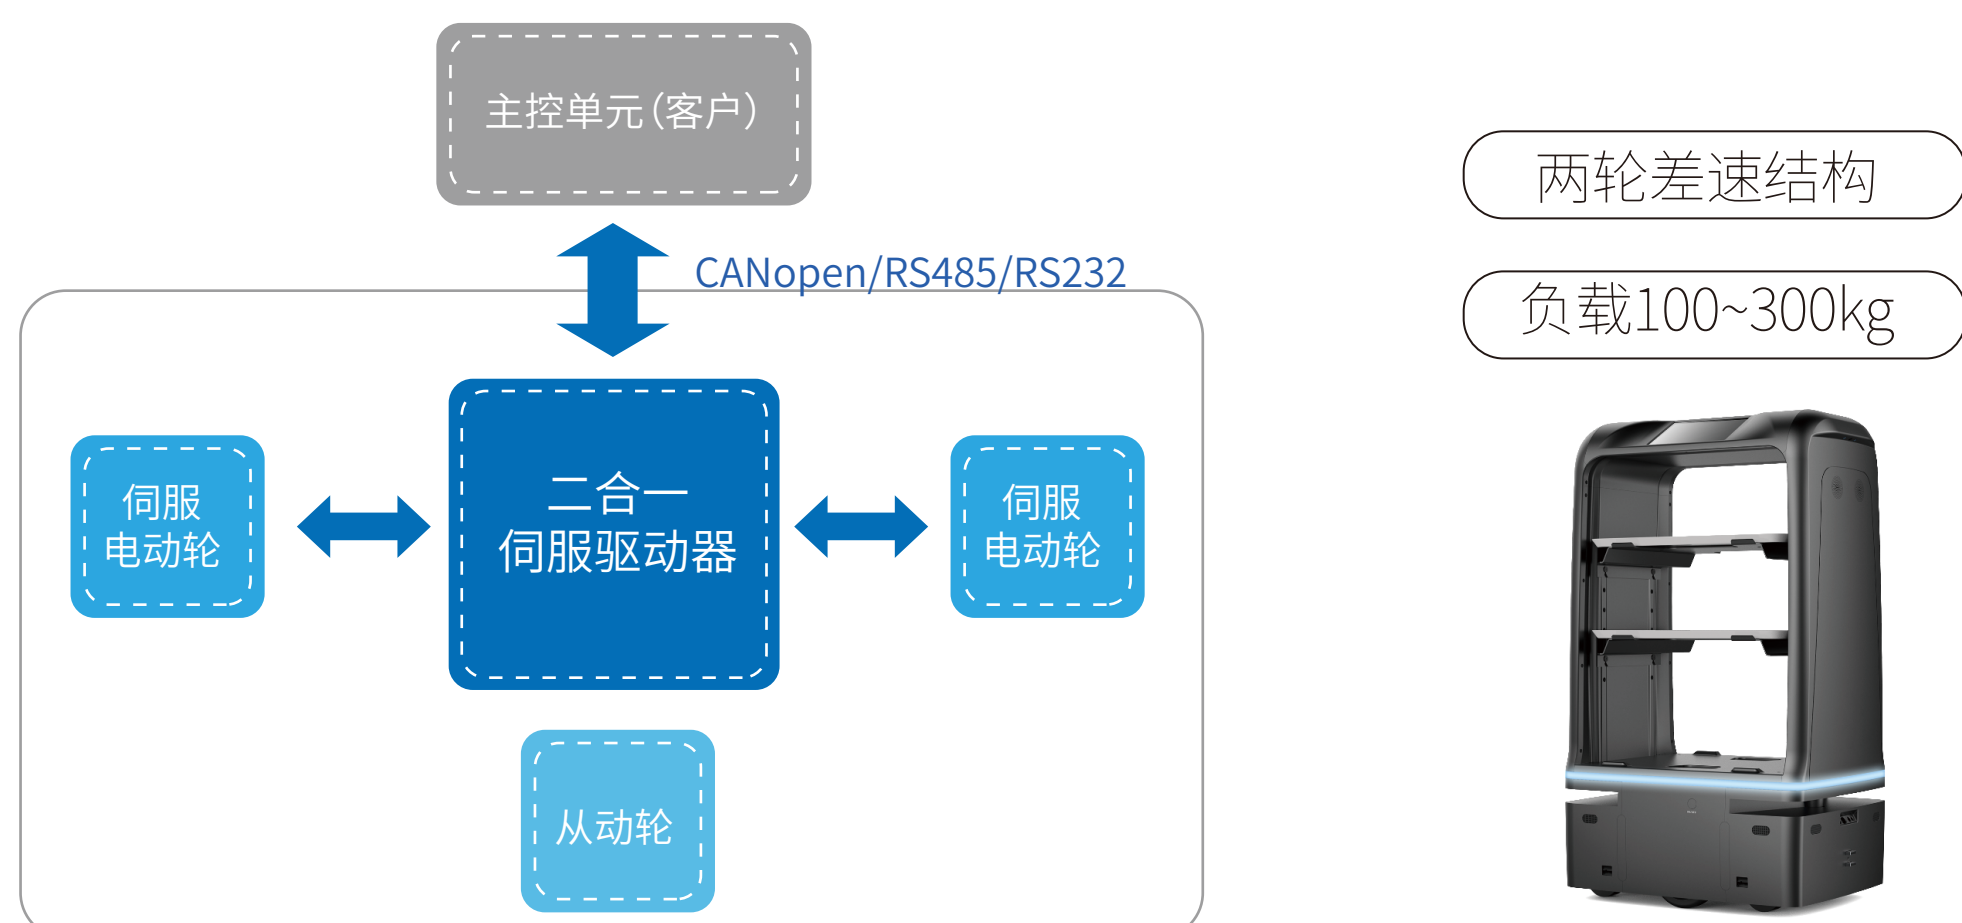 主控单元(客户)
CANopen/RS485/RS232
两轮差速结构
负载100~300kg
伺服
电动轮
二合一
伺服驱动器
伺服
电动轮
从动轮